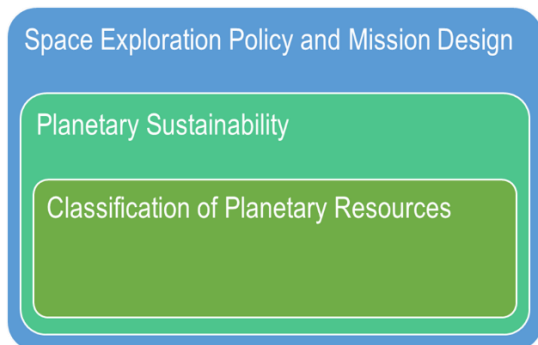 Space Exploration Policy and Mission Design
Planetary Sustainability
Classification of Planetary Resources